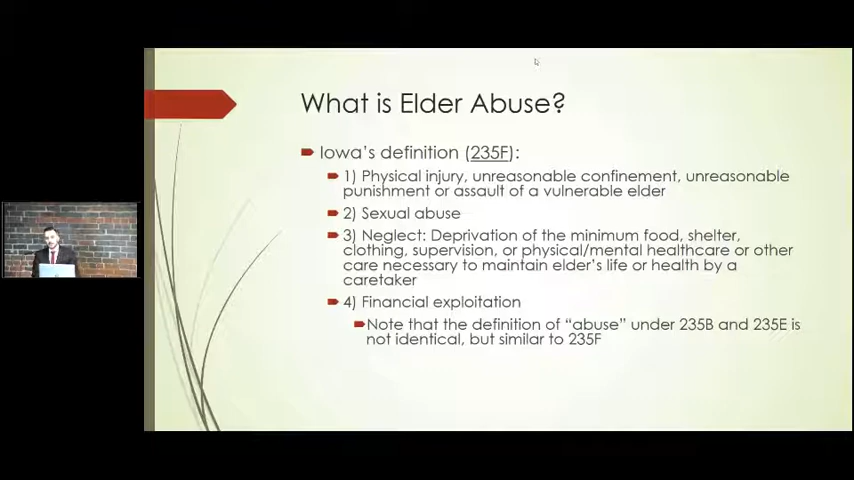 What is Elder Abuse?
Iowa's definition (235F):
1) Physical injury, unreasonable confinement, unreasonable
punishment or assault of a vulnerable elder
2) Sexual abuse
3) Neglect: Deprivation of the minimum food, shelter,
clothing, supervision, or physical/mental healthcare or other
care necessary to maintain elder's life or health by a
caretaker
4) Financial exploitation
Note that the definition of “abuse” under 235B and 235E is
not identical, but similar to 235F